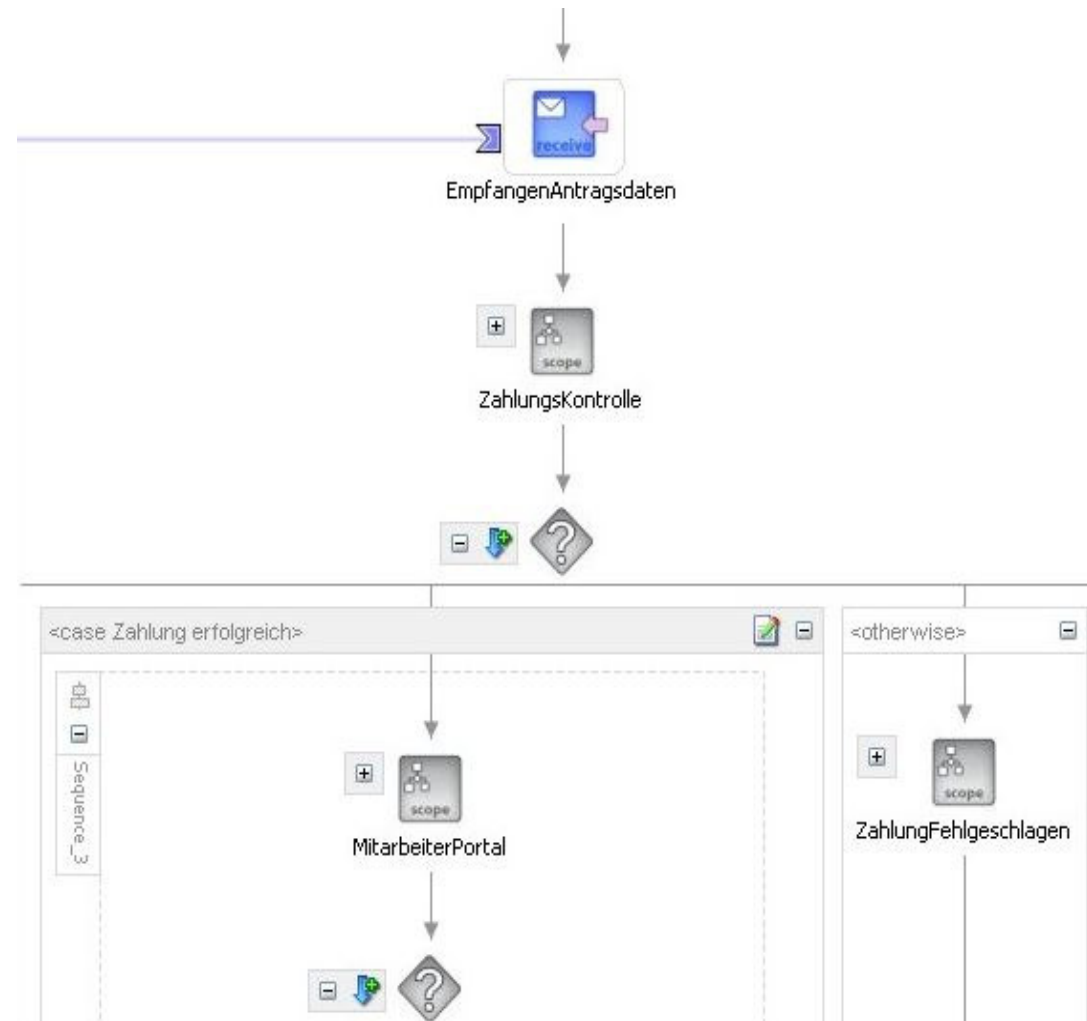 receive
EmpfangenAntragsdaten
scope
ZahlungsKontrolle
?
<case Zahlung erfolgreich>
<otherwise>
Sequence_3
scope
MitarbeiterPortal
scope
ZahlungFehlgeschlagen
?